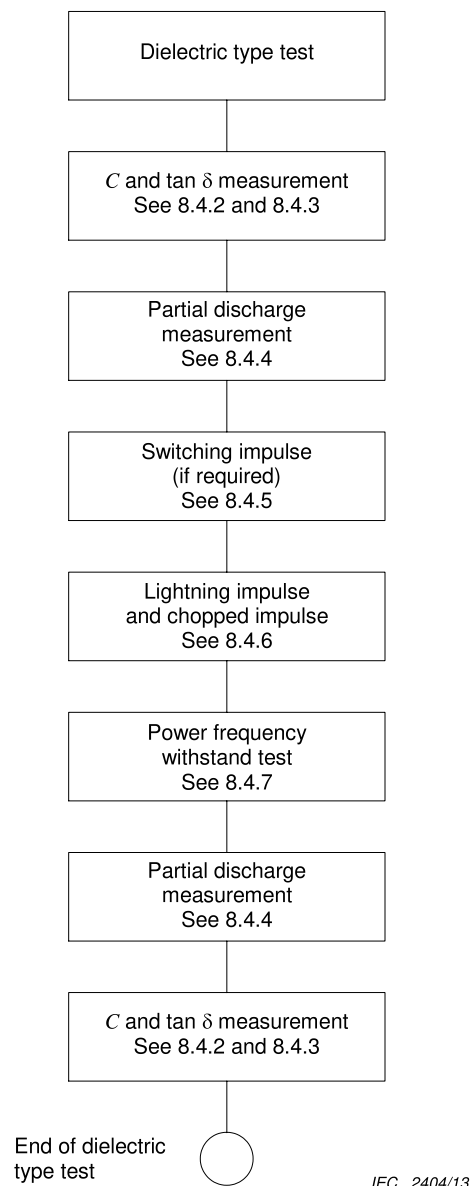 Dielectric type test
C and tan δ measurement
See 8.4.2 and 8.4.3
Partial discharge
measurement
See 8.4.4
Switching impulse
(if required)
See 8.4.5
Lightning impulse
and chopped impulse
See 8.4.6
Power frequency
withstand test
See 8.4.7
Partial discharge
measurement
See 8.4.4
C and tan δ measurement
See 8.4.2 and 8.4.3
End of dielectric
type test
IEC 2404/13